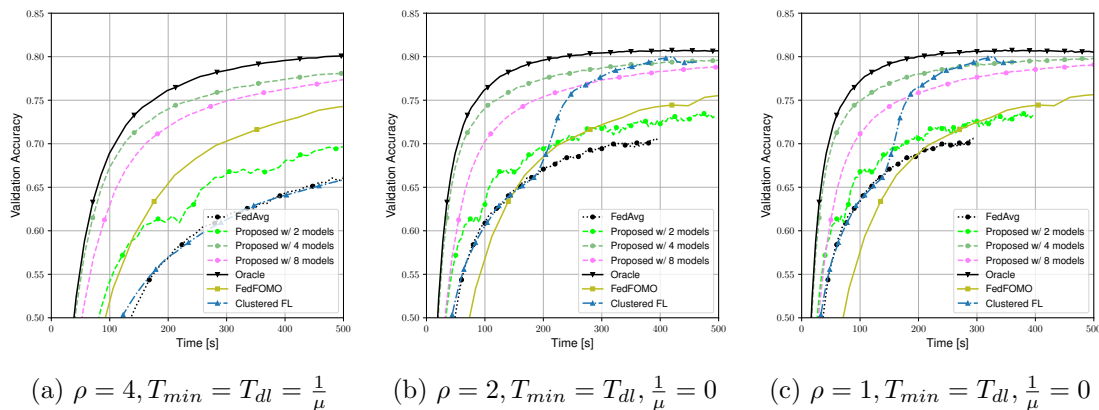 0.85
0.80
0.75
0.70
0.65
0.60
0.55
0.50
Validation Accuracy
0 100 200 300 400 500
Time [s]
FedAvg
Proposed w/ 2 models
Proposed w/ 4 models
Proposed w/ 8 models
Oracle
FedFOMO
Clustered FL
(a) ρ = 4, T_min = T_dl = 1/μ
0.85
0.80
0.75
0.70
0.65
0.60
0.55
0.50
Validation Accuracy
0 100 200 300 400 500
Time [s]
FedAvg
Proposed w/ 2 models
Proposed w/ 4 models
Proposed w/ 8 models
Oracle
FedFOMO
Clustered FL
(b) ρ = 2, T_min = T_dl, 1/μ = 0
0.85
0.80
0.75
0.70
0.65
0.60
0.55
0.50
Validation Accuracy
0 100 200 300 400 500
Time [s]
FedAvg
Proposed w/ 2 models
Proposed w/ 4 models
Proposed w/ 8 models
Oracle
FedFOMO
Clustered FL
(c) ρ = 1, T_min = T_dl, 1/μ = 0